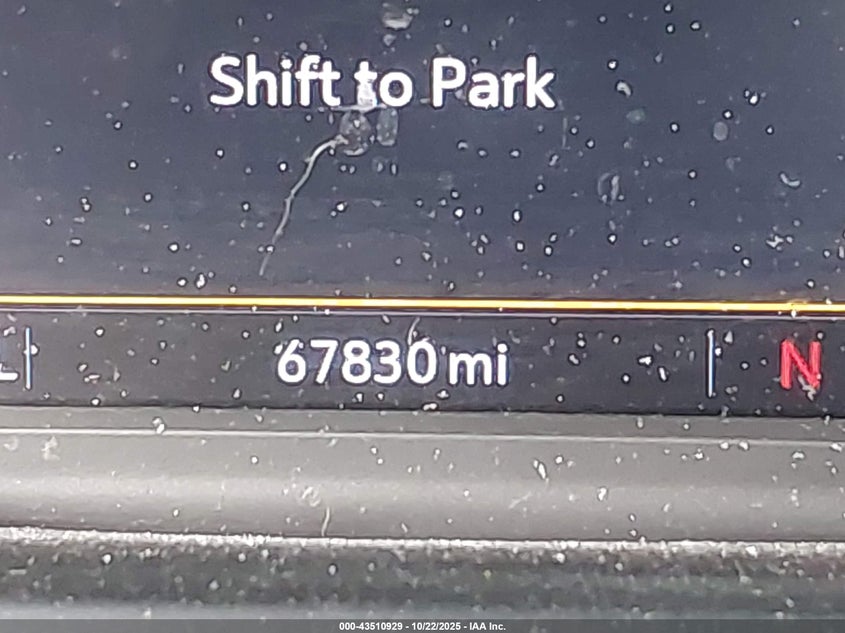 Shift to Park
67830 mi
N
000-43510929 - 10/22/2025 - IAA Inc.